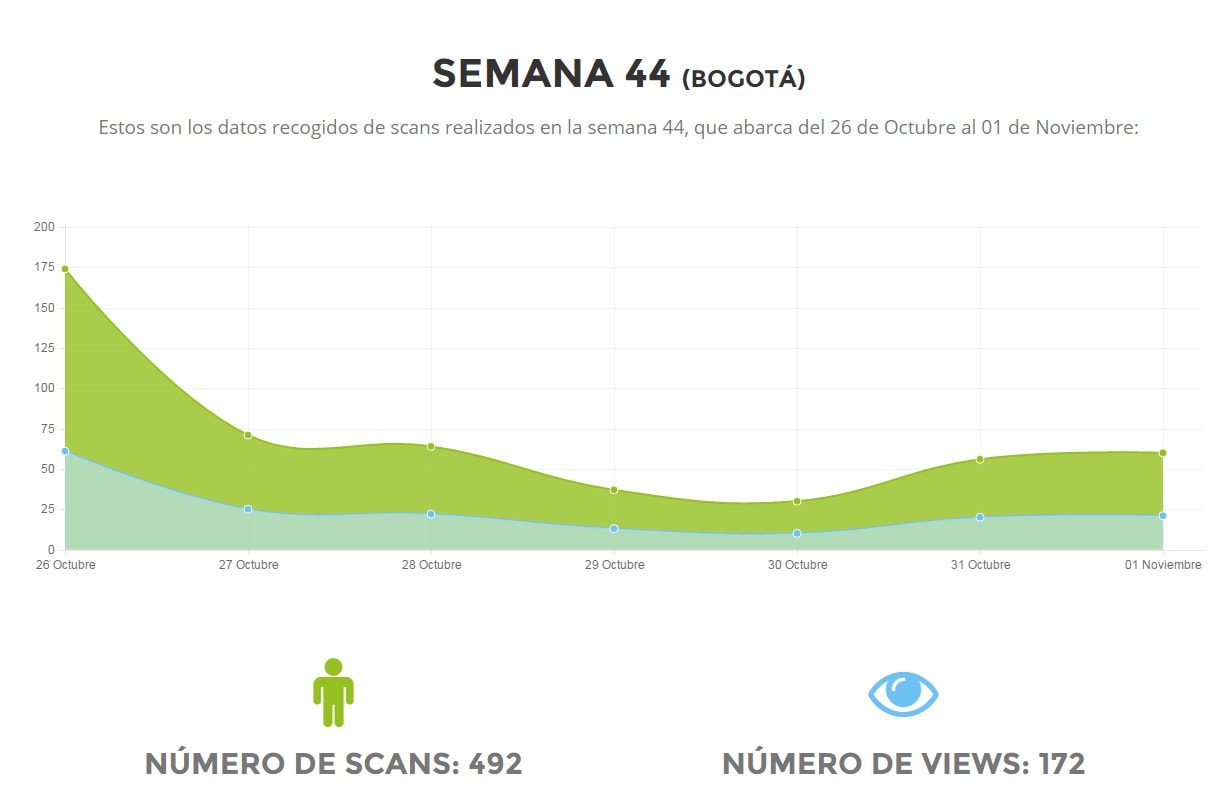 SEMANA 44 (BOGOTÁ)
Estos son los datos recogidos de scans realizados en la semana 44, que abarca del 26 de Octubre al 01 de Noviembre:
200
175
150
125
100
75
50
25
0
26 Octubre 27 Octubre 28 Octubre 29 Octubre 30 Octubre 31 Octubre 01 Noviembre
NÚMERO DE SCANS: 492 NÚMERO DE VIEWS: 172